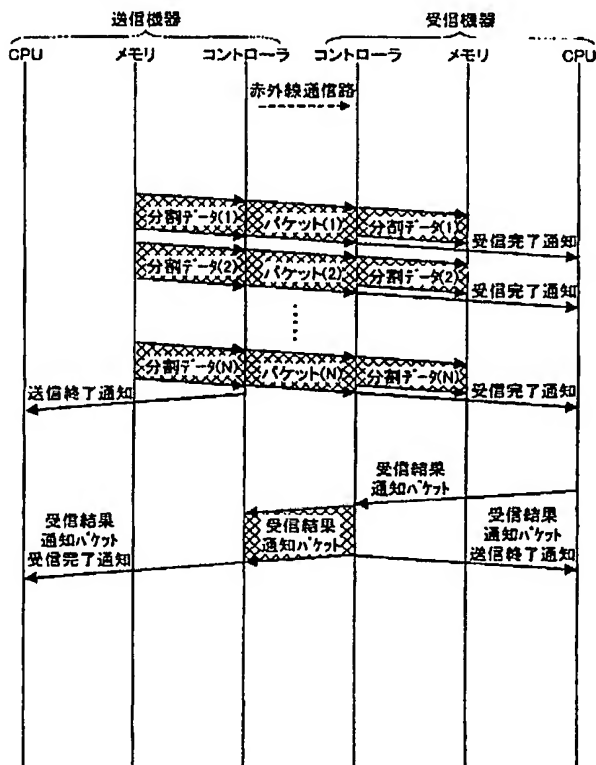 送信機器 受信機器
CPU メモリ コントローラ コントローラ メモリ CPU
赤外線通信路
分割データ(1) パケット(1) 分割データ(1)
受信完了通知
分割データ(2) パケット(2) 分割データ(2)
受信完了通知
分割データ(N) パケット(N) 分割データ(N)
送信終了通知 受信完了通知
受信結果
通知パケット
受信結果
通知パケット
受信完了通知
受信結果
通知パケット
受信結果
通知パケット
送信終了通知